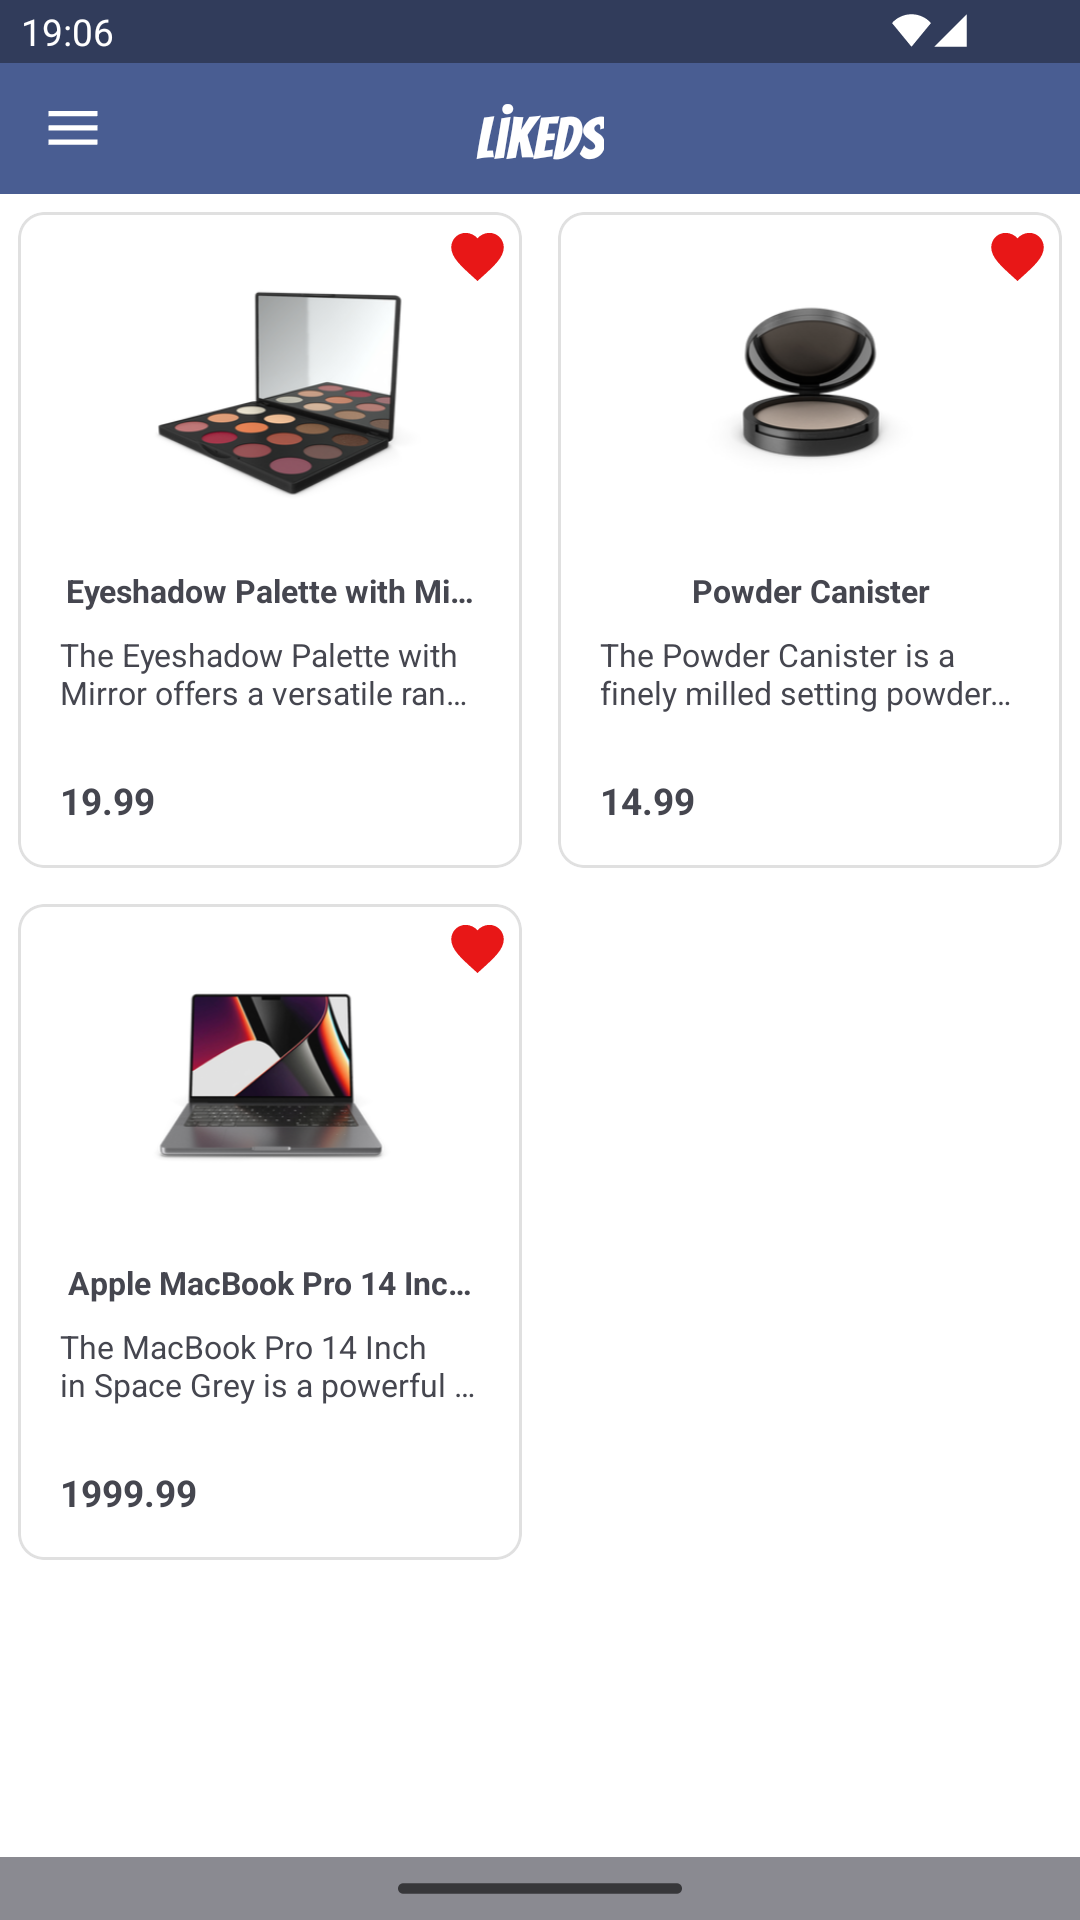 19:06
LiKEDS
Eyeshadow Palette with Mi...
The Eyeshadow Palette with
Mirror offers a versatile ran...
19.99
Powder Canister
The Powder Canister is a
finely milled setting powder...
14.99
Apple MacBook Pro 14 Inc...
The MacBook Pro 14 Inch
in Space Grey is a powerful ...
1999.99